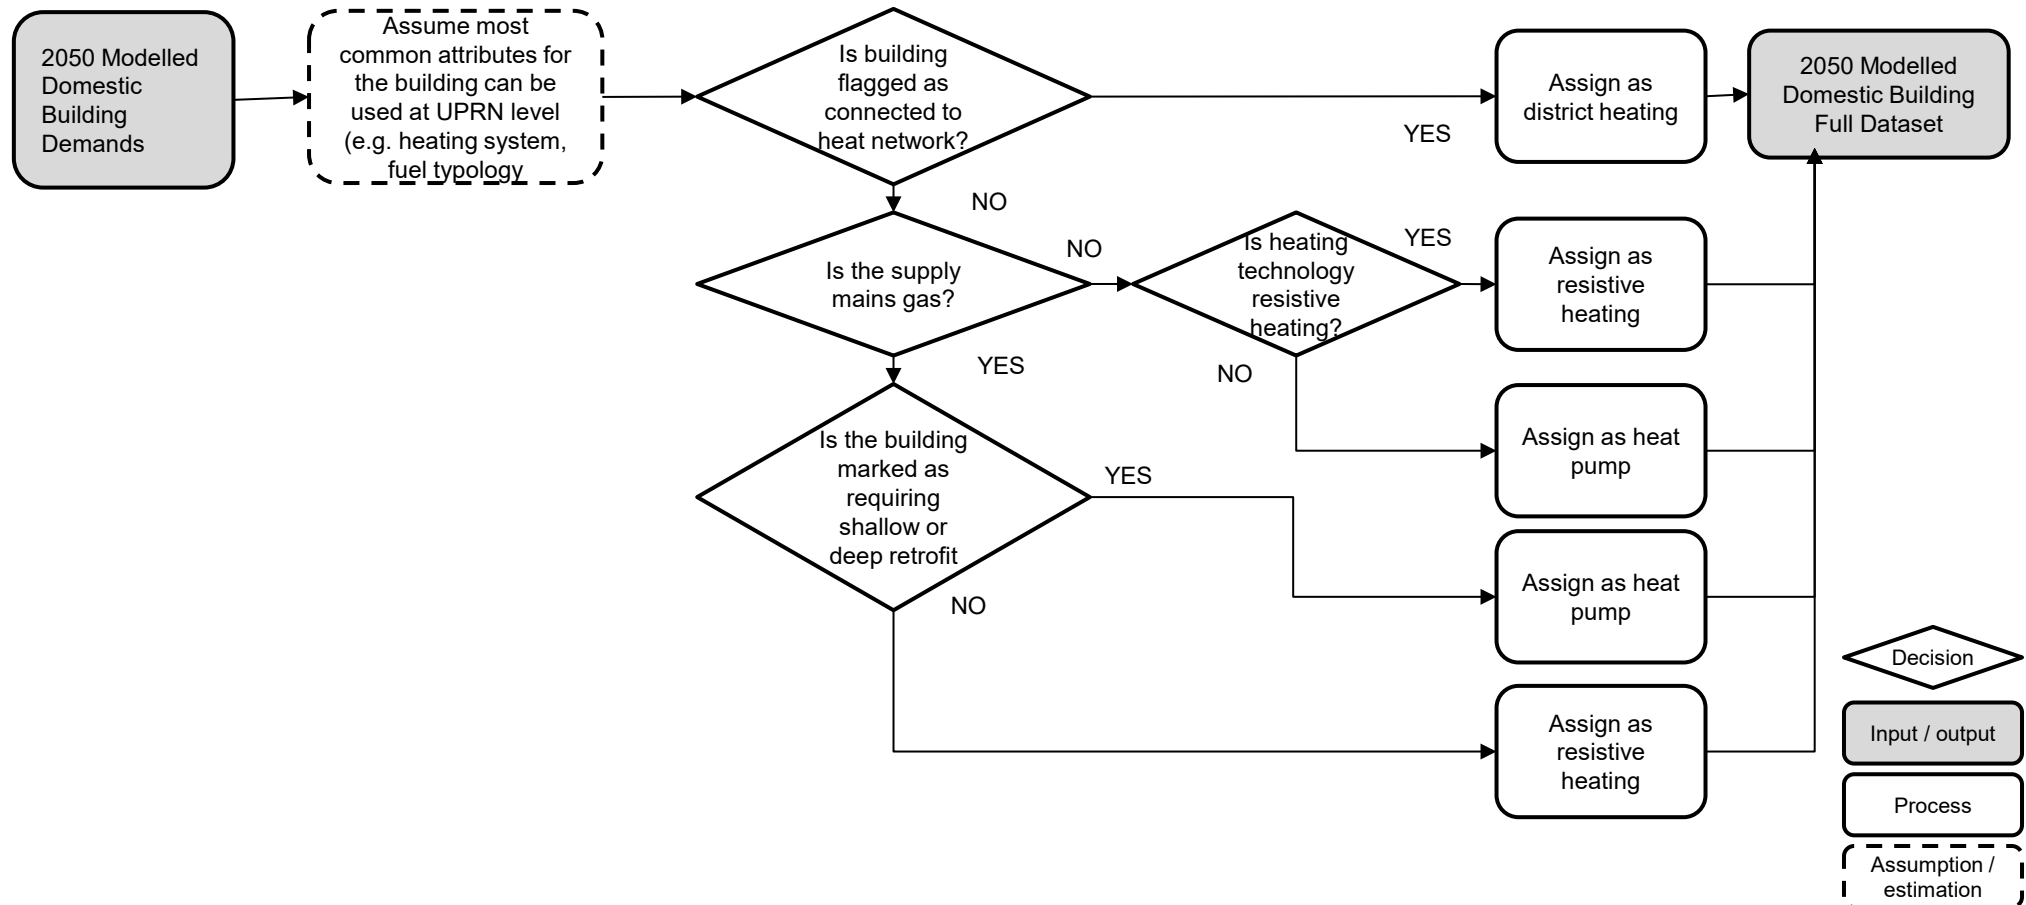 2050 Modelled
Domestic
Building
Demands
Assume most
common attributes for
the building can be
used at UPRN level
(e.g. heating system,
fuel typology
Is building
flagged as
connected to
heat network?
YES
Assign as
district heating
2050 Modelled
Domestic Building
Full Dataset
NO
Is the supply
mains gas?
NO
Is heating
technology
resistive
heating?
YES
Assign as
resistive
heating
YES
NO
Assign as heat
pump
Is the building
marked as
requiring
shallow or
deep retrofit
YES
Assign as heat
pump
NO
Assign as
resistive
heating
Decision
Input / output
Process
Assumption /
estimation